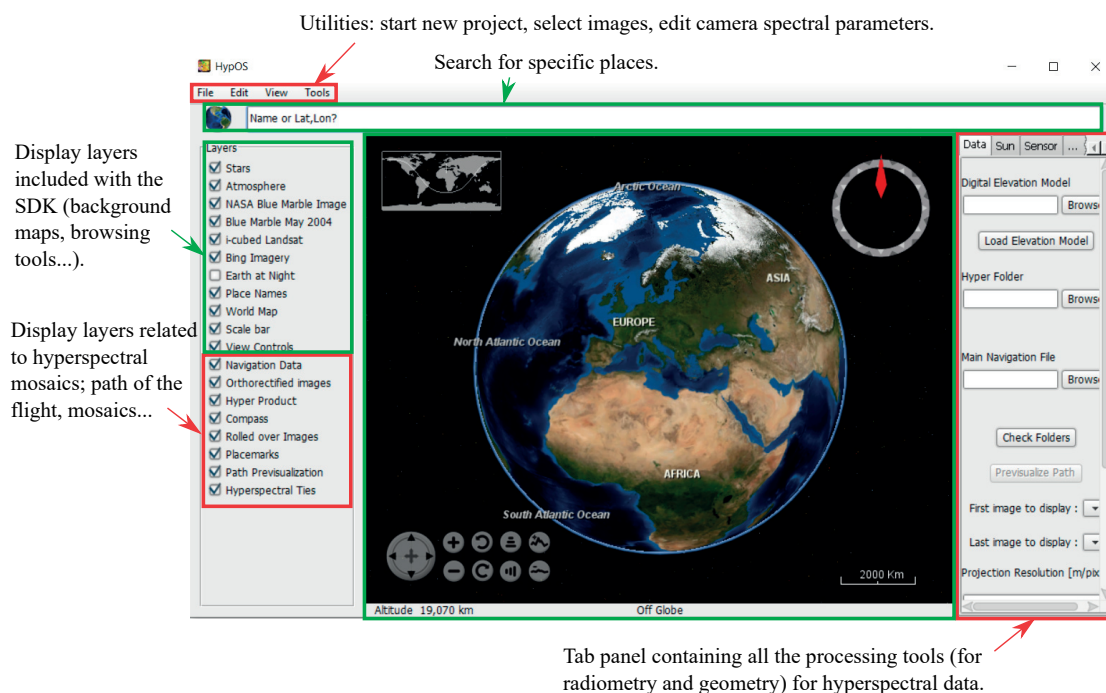 Utilities: start new project, select images, edit camera spectral parameters.
Search for specific places.
HypOS
File Edit View Tools
Name or Lat,Lon?
Display layers
included with the
SDK (background
maps, browsing
tools...).
Display layers related
to hyperspectral
mosaics; path of the
flight, mosaics...
Layers
Stars
Atmosphere
NASA Blue Marble Image
Blue Marble May 2004
i-cubed Landsat
Bing Imagery
Earth at Night
Place Names
World Map
Scale bar
View Controls
Navigation Data
Orthorectified images
Hyper Product
Compass
Rolled over Images
Placemarks
Path Previsualization
Hyperspectral Ties
Arctic Ocean
ASIA
EUROPE
North Atlantic Ocean
AFRICA
South Atlantic Ocean
2000 Km
Altitude 19,070 km Off Globe
Data Sun Sensor ...
Digital Elevation Model
Brows
Load Elevation Model
Hyper Folder
Brows
Main Navigation File
Brows
Check Folders
Previsualize Path
First image to display :
Last image to display :
Projection Resolution [m/pix
Tab panel containing all the processing tools (for
radiometry and geometry) for hyperspectral data.